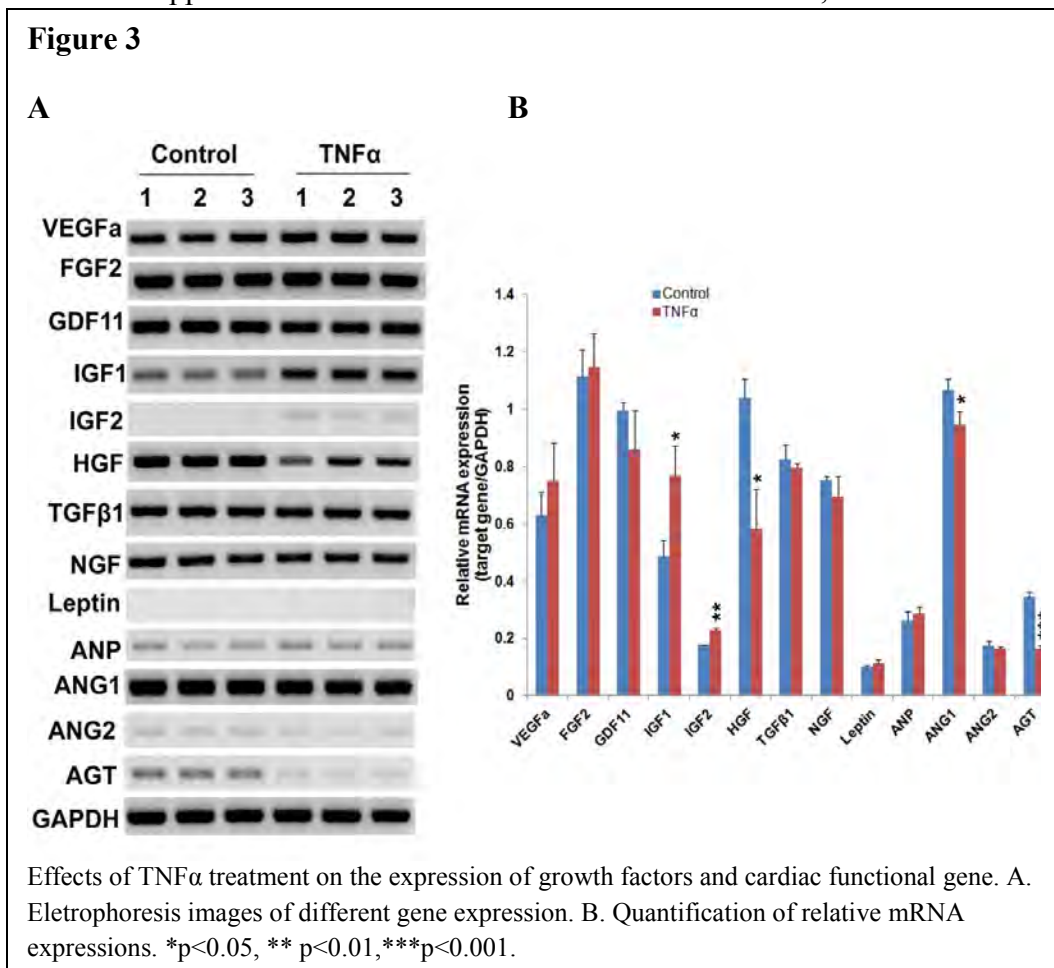 Figure 3
A
B
Control TNFα
1 2 3 1 2 3
VEGFa
FGF2
GDF11
IGF1
IGF2
HGF
TGFβ1
NGF
Leptin
ANP
ANG1
ANG2
AGT
GAPDH
Relative mRNA expression
(target gene/GAPDH)
1.4
1.2
1
0.8
0.6
0.4
0.2
0
Control
TNFα
*
**
*
*
***
VEGFa FGF2 GDF11 IGF1 IGF2 HGF TGFβ1 NGF Leptin ANP ANG1 ANG2 AGT
Effects of TNFα treatment on the expression of growth factors and cardiac functional gene. A.
Eletrophoresis images of different gene expression. B. Quantification of relative mRNA
expressions. *p<0.05, ** p<0.01,***p<0.001.